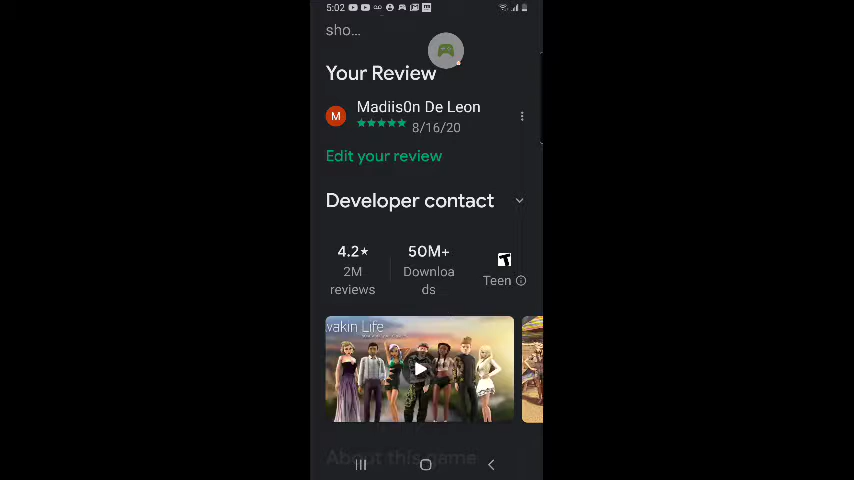 5:02
sho...
Your Review
M
Madiis0n De Leon
8/16/20
Edit your review
Developer contact
4.2★ 50M+
2M Downloa Teen
reviews ds
vakin Life
About this game